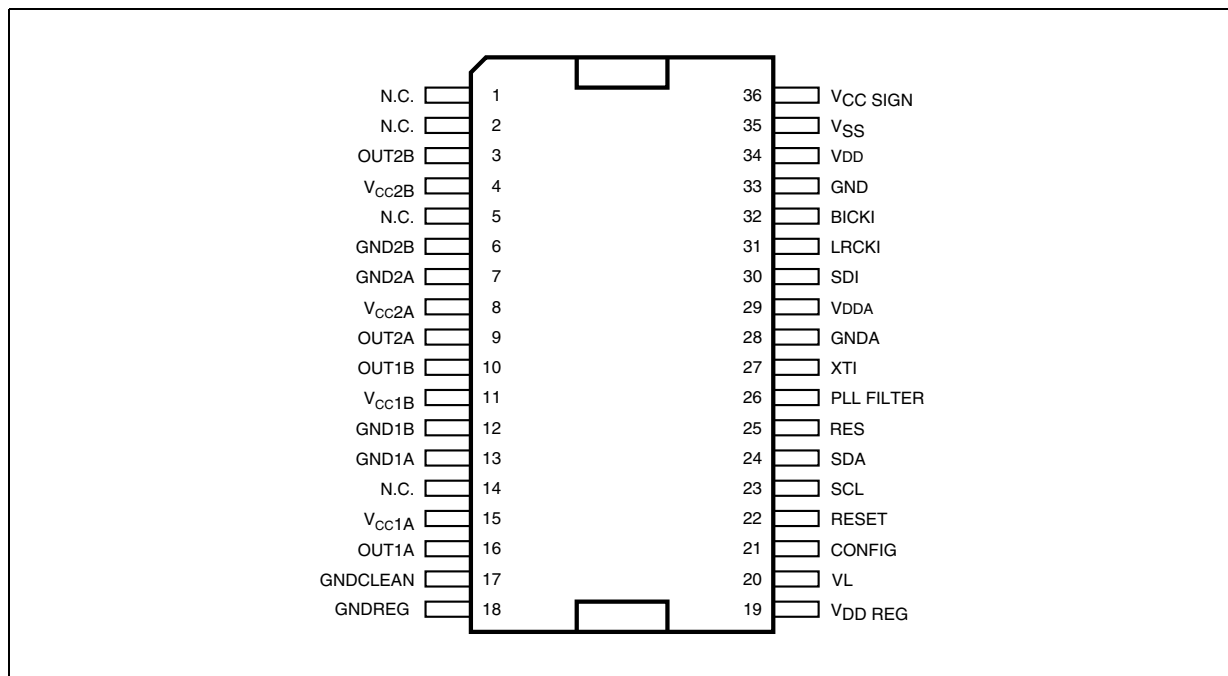 N.C. 1 36 VCC SIGN
N.C. 2 35 VSS
OUT2B 3 34 VDD
VCC2B 4 33 GND
N.C. 5 32 BICKI
GND2B 6 31 LRCKI
GND2A 7 30 SDI
VCC2A 8 29 VDDA
OUT2A 9 28 GNDA
OUT1B 10 27 XTI
VCC1B 11 26 PLL FILTER
GND1B 12 25 RES
GND1A 13 24 SDA
N.C. 14 23 SCL
VCC1A 15 22 RESET
OUT1A 16 21 CONFIG
GNDCLEAN 17 20 VL
GNDREG 18 19 VDD REG